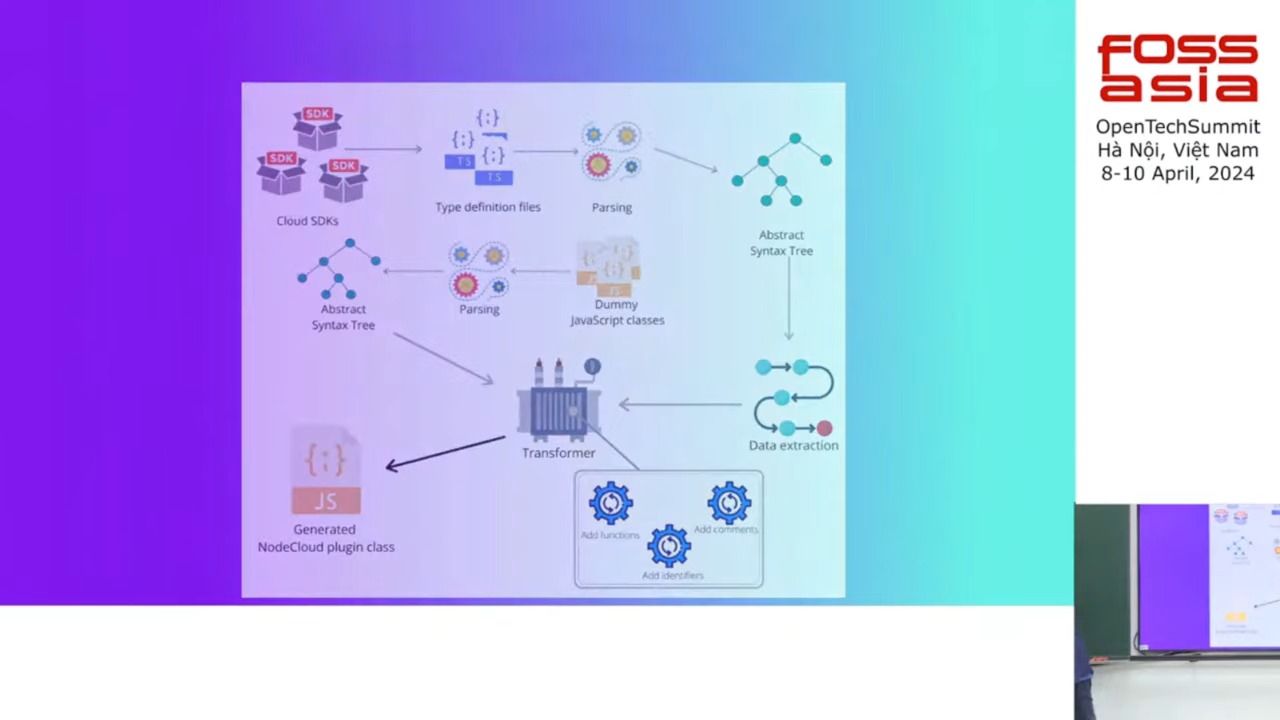 SDK
SDK
SDK
Cloud SDKs
{;}
{;}
{;}
TS
TS
Type definition files
Parsing
Abstract
Syntax Tree
Abstract
Syntax Tree
Parsing
JS
Dummy
JavaScript classes
Transformer
Data extraction
{;}
JS
Generated
NodeCloud plugin class
Add functions
Add comments
Add identifiers
FOSS
asia
OpenTechSummit
Hà Nội, Việt Nam
8-10 April, 2024